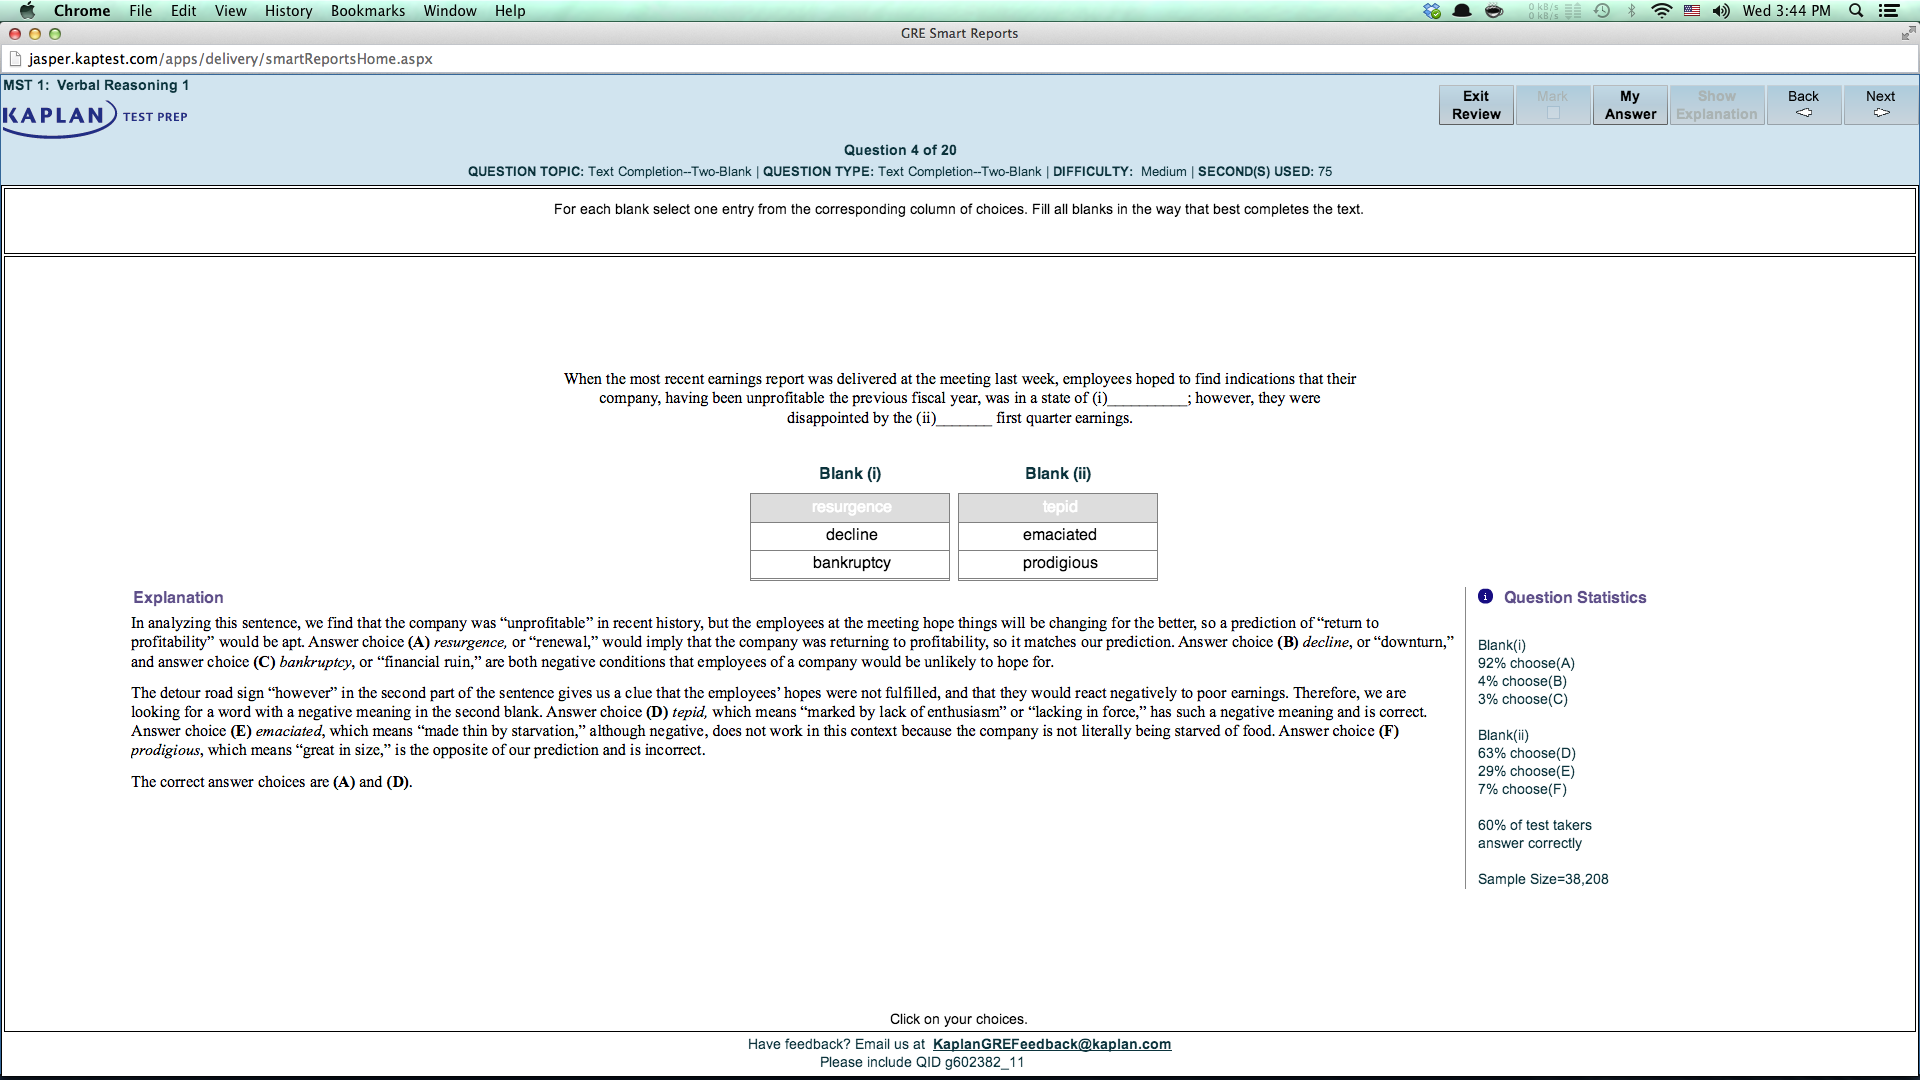 Chrome File Edit View History Bookmarks Window Help 0 kB/s 0 kB/s Wed 3:44 PM
GRE Smart Reports
jasper.kaptest.com/apps/delivery/smartReportsHome.aspx
MST 1: Verbal Reasoning 1
KAPLAN TEST PREP
Exit Review
Mark
My Answer
Show Explanation
Back
Next
Question 4 of 20
QUESTION TOPIC: Text Completion--Two-Blank | QUESTION TYPE: Text Completion--Two-Blank | DIFFICULTY: Medium | SECOND(S) USED: 75
For each blank select one entry from the corresponding column of choices. Fill all blanks in the way that best completes the text.
When the most recent earnings report was delivered at the meeting last week, employees hoped to find indications that their
company, having been unprofitable the previous fiscal year, was in a state of (i)__________; however, they were
disappointed by the (ii)_______ first quarter earnings.
Blank (i) Blank (ii)
resurgence tepid
decline emaciated
bankruptcy prodigious
Explanation
In analyzing this sentence, we find that the company was “unprofitable” in recent history, but the employees at the meeting hope things will be changing for the better, so a prediction of “return to
profitability” would be apt. Answer choice (A) resurgence, or “renewal,” would imply that the company was returning to profitability, so it matches our prediction. Answer choice (B) decline, or “downturn,”
and answer choice (C) bankruptcy, or “financial ruin,” are both negative conditions that employees of a company would be unlikely to hope for.
The detour road sign “however” in the second part of the sentence gives us a clue that the employees’ hopes were not fulfilled, and that they would react negatively to poor earnings. Therefore, we are
looking for a word with a negative meaning in the second blank. Answer choice (D) tepid, which means “marked by lack of enthusiasm” or “lacking in force,” has such a negative meaning and is correct.
Answer choice (E) emaciated, which means “made thin by starvation,” although negative, does not work in this context because the company is not literally being starved of food. Answer choice (F)
prodigious, which means “great in size,” is the opposite of our prediction and is incorrect.
The correct answer choices are (A) and (D).
i Question Statistics
Blank(i)
92% choose(A)
4% choose(B)
3% choose(C)
Blank(ii)
63% choose(D)
29% choose(E)
7% choose(F)
60% of test takers
answer correctly
Sample Size=38,208
Click on your choices.
Have feedback? Email us at KaplanGREFeedback@kaplan.com
Please include QID g602382_11